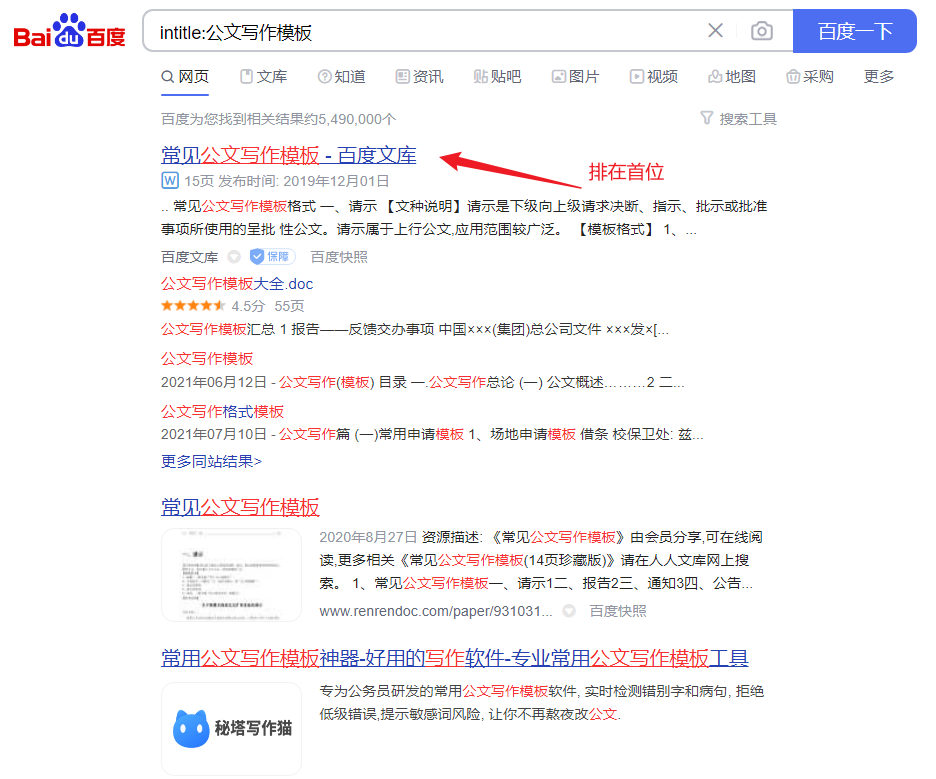 Bai du 百度
intitle:公文写作模板
百度一下
网页 文库 知道 资讯 贴吧 图片 视频 地图 采购 更多
百度为您找到相关结果约5,490,000个 搜索工具
常见公文写作模板 - 百度文库
排在首位
W 15页 发布时间: 2019年12月01日
.. 常见公文写作模板格式 一、请示 【文种说明】请示是下级向上级请求决断、指示、批示或批准
事项所使用的呈批 性公文。请示属于上行公文,应用范围较广泛。 【模板格式】 1、...
百度文库 保障 百度快照
公文写作模板大全.doc
4.5分 55页
公文写作模板汇总 1 报告——反馈交办事项 中国×××(集团)总公司文件 ×××发×[...
公文写作模板
2021年06月12日 - 公文写作(模板) 目录 一.公文写作总论 (一) 公文概述………2 二...
公文写作格式模板
2021年07月10日 - 公文写作篇 (一)常用申请模板 1、场地申请模板 借条 校保卫处: 兹...
更多同站结果>
常见公文写作模板
2020年8月27日 资源描述: 《常见公文写作模板》由会员分享,可在线阅
读,更多相关《常见公文写作模板(14页珍藏版)》请在人人文库网上搜
索。 1、常见公文写作模板一、请示1二、报告2三、通知3四、公告...
www.renrendoc.com/paper/931031... 百度快照
常用公文写作模板神器-好用的写作软件-专业常用公文写作模板工具
专为公务员研发的常用公文写作模板软件, 实时检测错别字和病句, 拒绝
低级错误,提示敏感词风险, 让你不再熬夜改公文.
秘塔写作猫